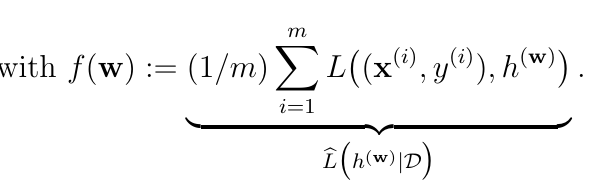 with f(𝐰) := (1/m) ∑_{i=1}^{m} L((𝐱^{(i)}, y^{(i)}), h^{(𝐰)}) .
L̂(h^{(𝐰)}|𝒟)